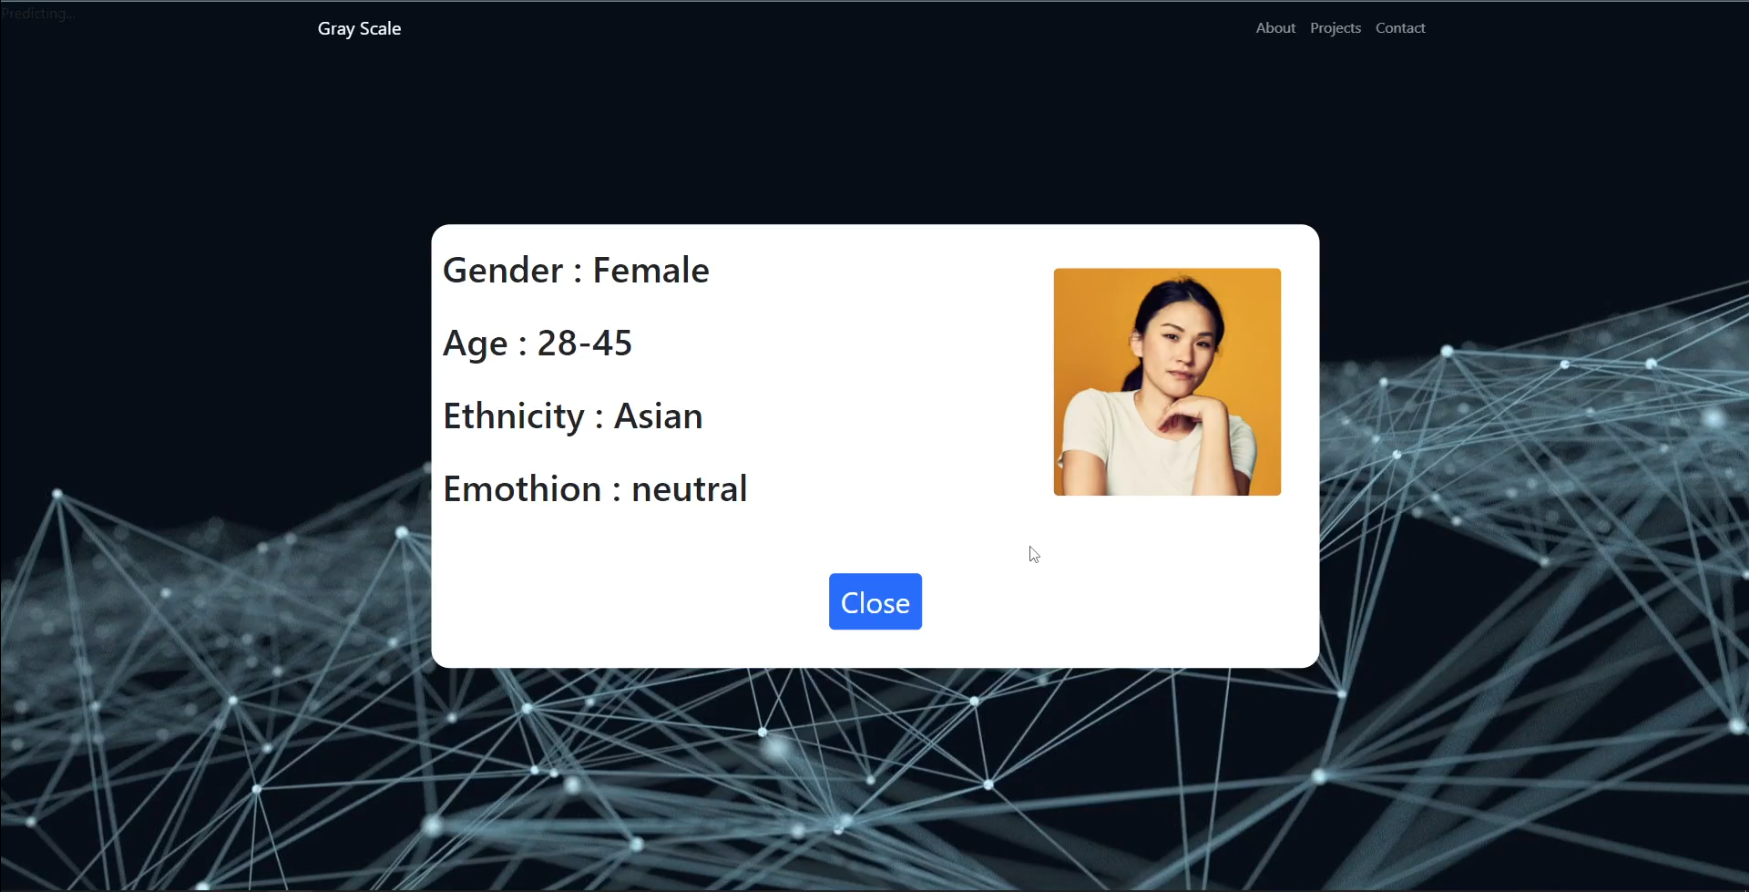 Predicting...
Gray Scale
About Projects Contact
Gender : Female
Age : 28-45
Ethnicity : Asian
Emothion : neutral
Close